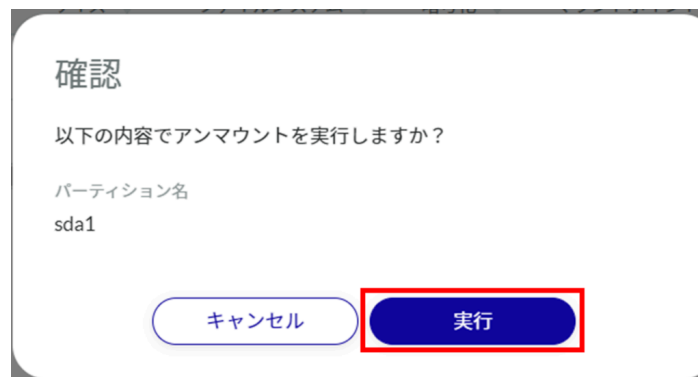 確認
以下の内容でアンマウントを実行しますか？
パーティション名
sda1
キャンセル
実行